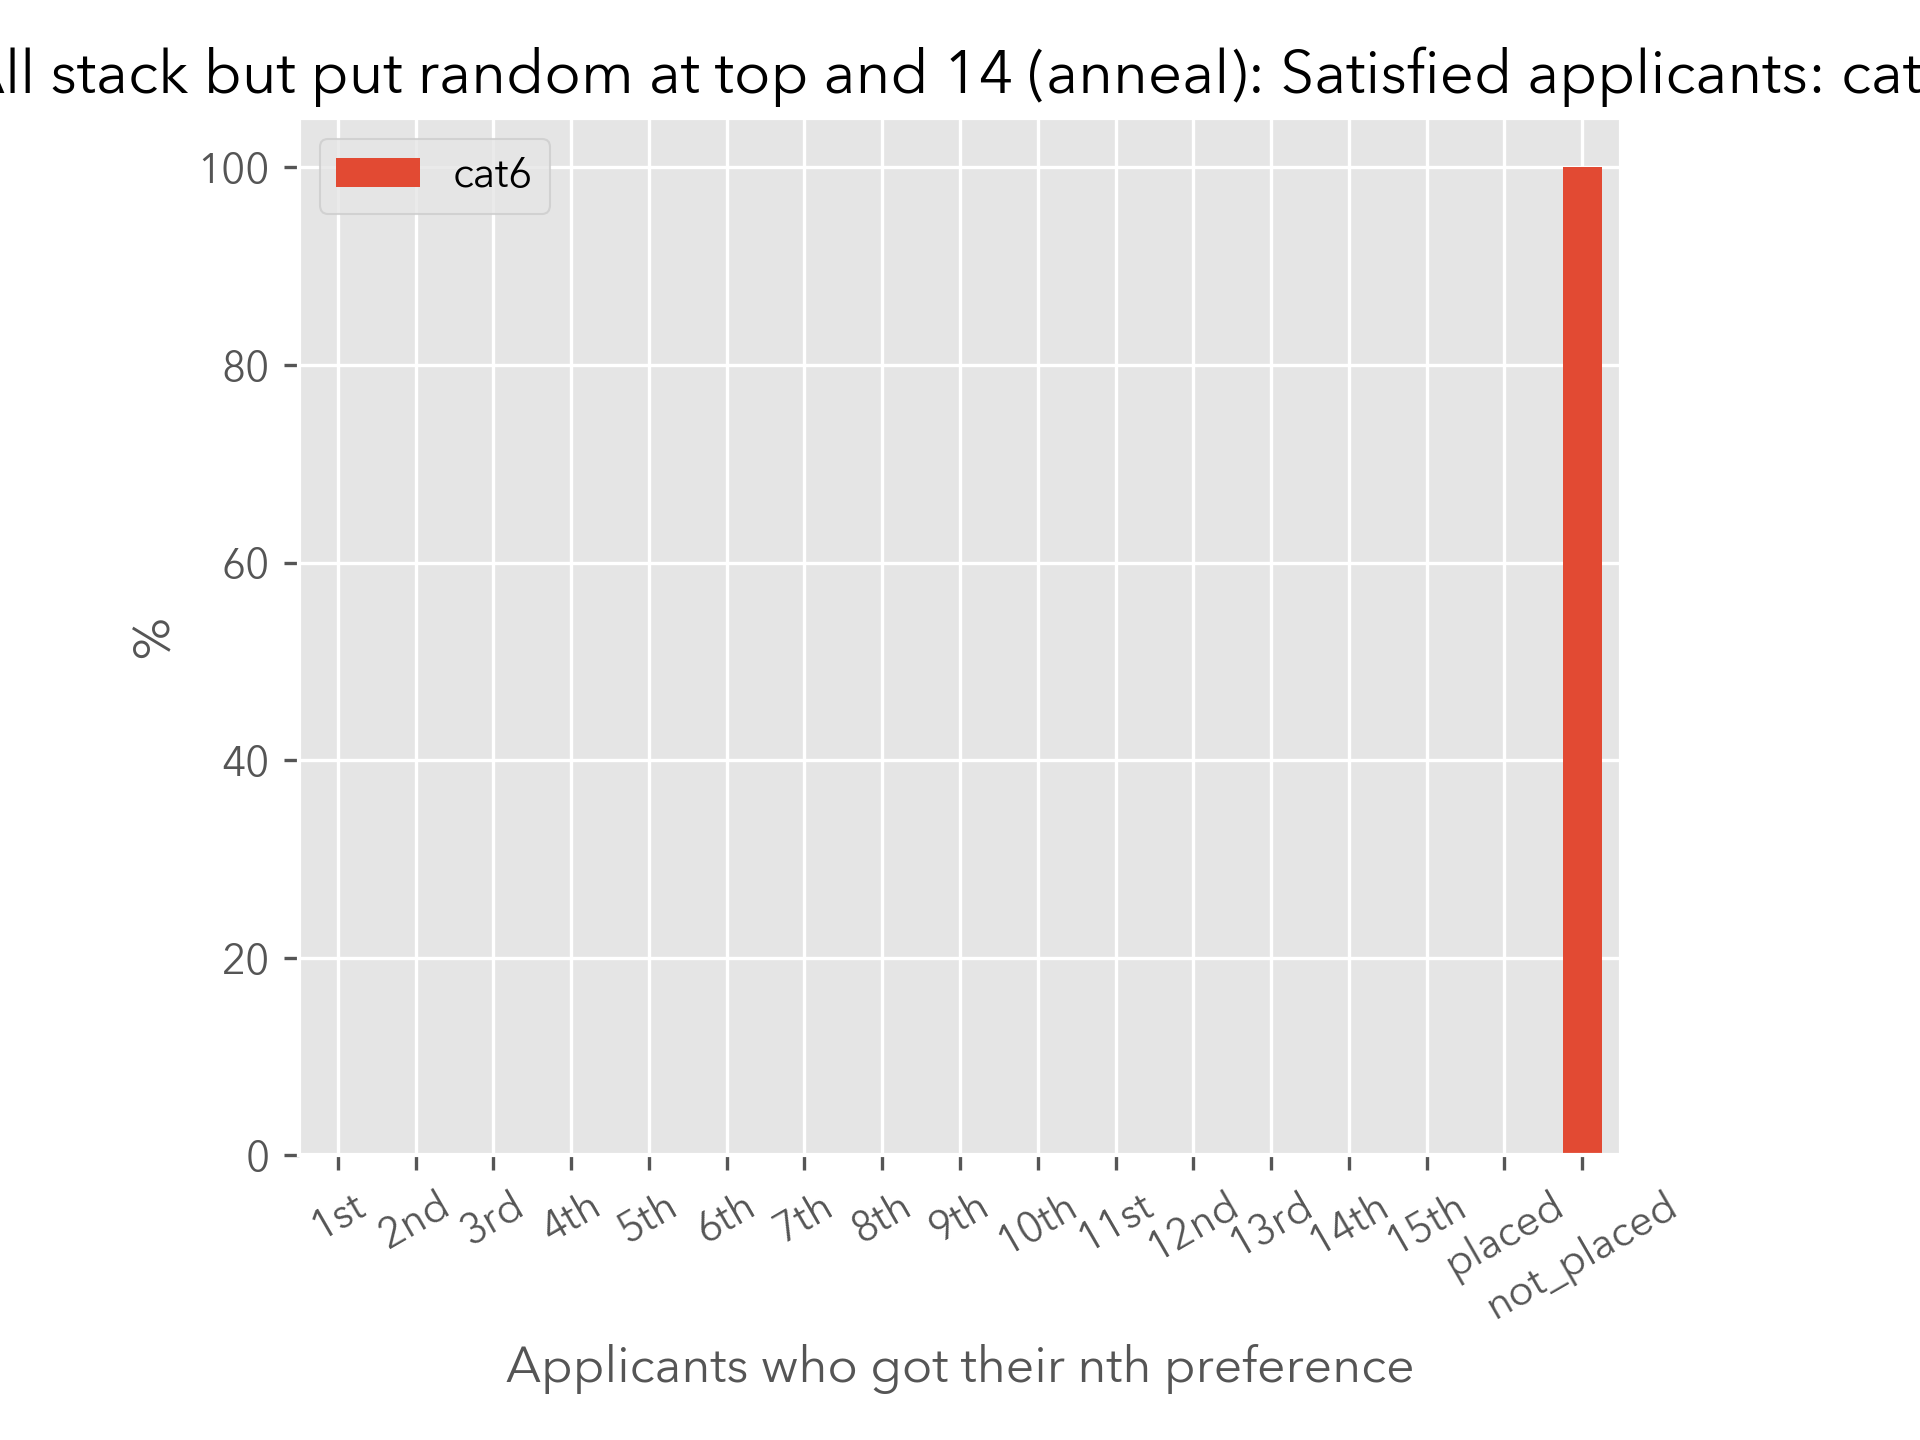 ll stack but put random at top and 14 (anneal): Satisfied applicants: cat
cat6
100
80
60
40
20
0
%
1st 2nd 3rd 4th 5th 6th 7th 8th 9th 10th 11st 12nd 13rd 14th 15th placed not_placed
Applicants who got their nth preference